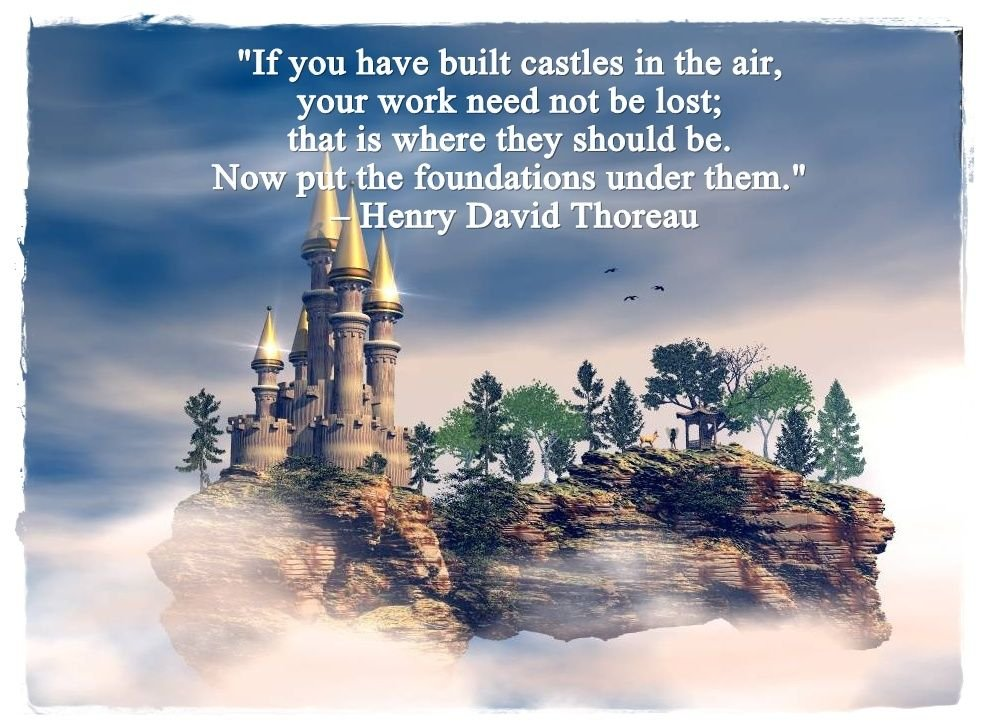 "If you have built castles in the air,
your work need not be lost;
that is where they should be.
Now put the foundations under them."
– Henry David Thoreau